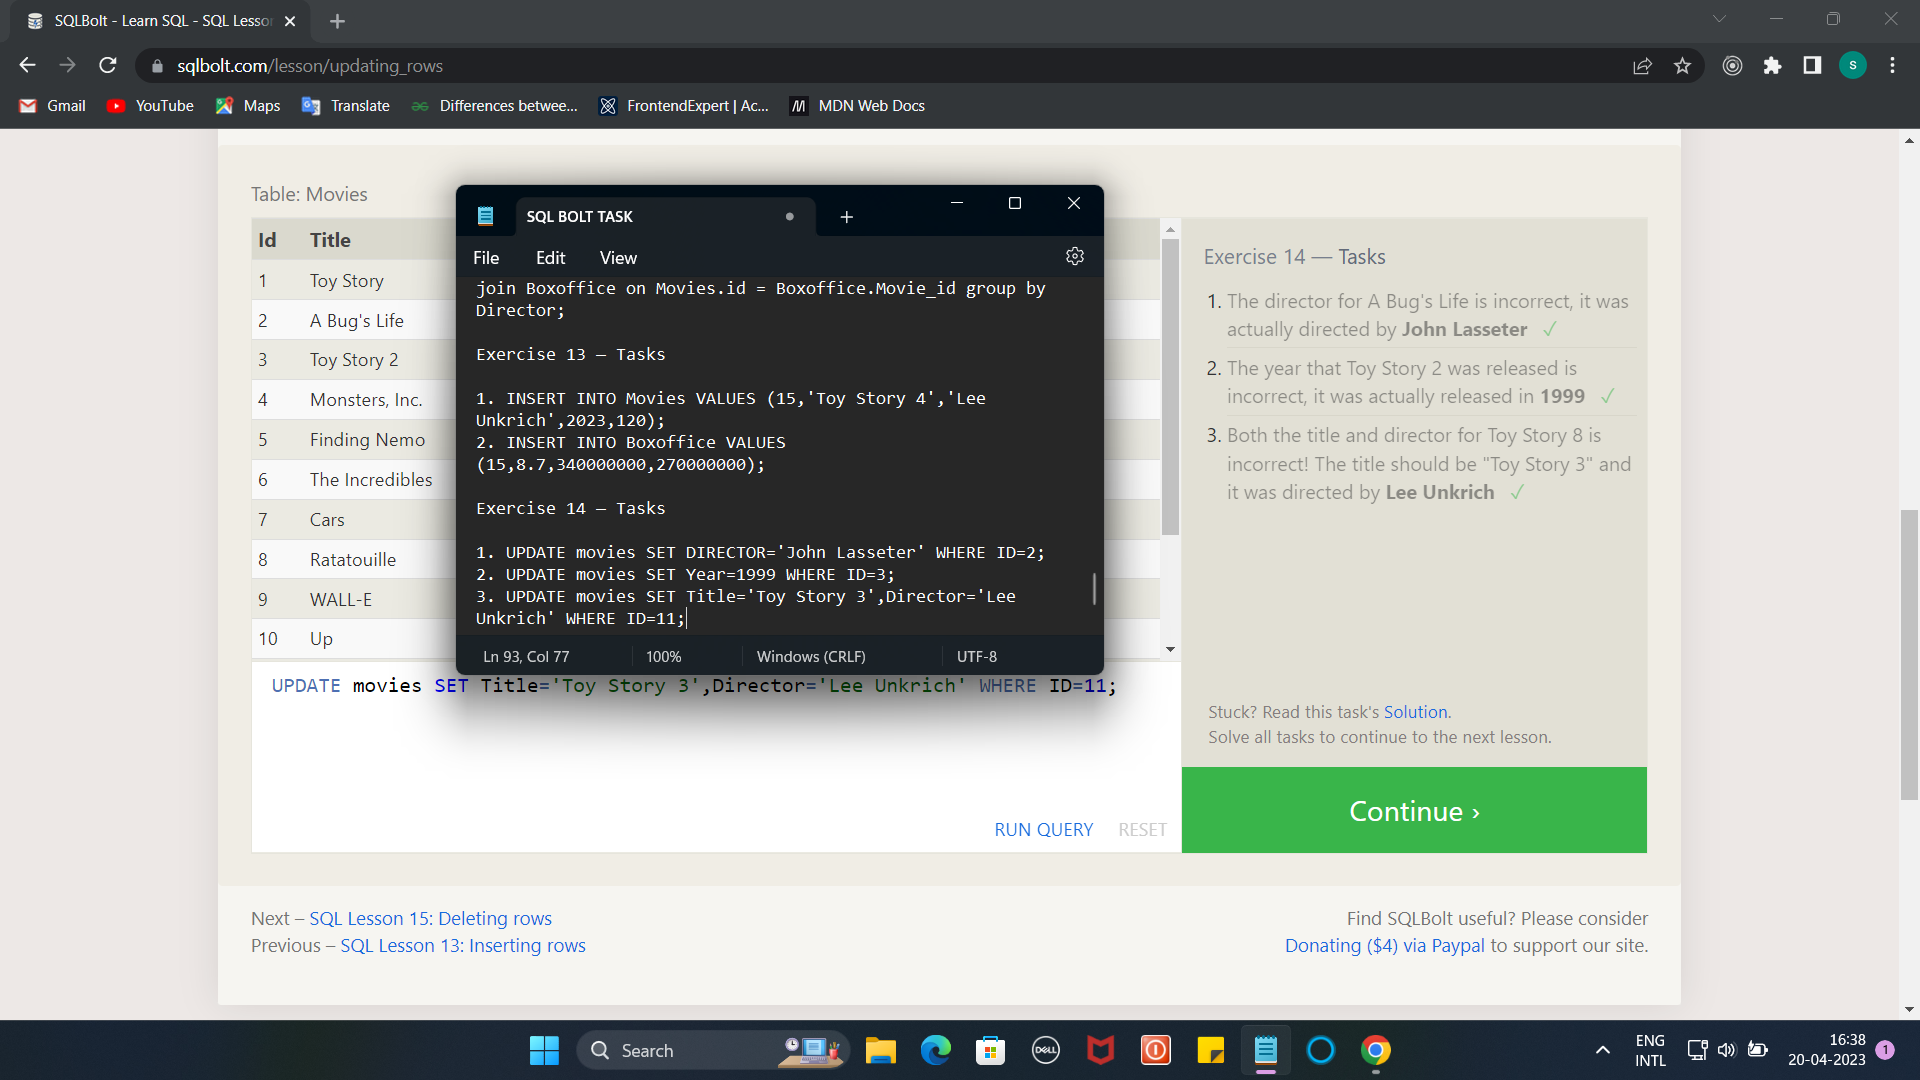 SQLBolt - Learn SQL - SQL Lesso
sqlbolt.com/lesson/updating_rows
Gmail
YouTube
Maps
Translate
Differences betwee...
FrontendExpert | Ac...
MDN Web Docs
S
Table: Movies
Id Title
1 Toy Story
2 A Bug's Life
3 Toy Story 2
4 Monsters, Inc.
5 Finding Nemo
6 The Incredibles
7 Cars
8 Ratatouille
9 WALL-E
10 Up
SQL BOLT TASK
File Edit View
join Boxoffice on Movies.id = Boxoffice.Movie_id group by
Director;
Exercise 13 — Tasks
1. INSERT INTO Movies VALUES (15,'Toy Story 4','Lee
Unkrich',2023,120);
2. INSERT INTO Boxoffice VALUES
(15,8.7,340000000,270000000);
Exercise 14 — Tasks
1. UPDATE movies SET DIRECTOR='John Lasseter' WHERE ID=2;
2. UPDATE movies SET Year=1999 WHERE ID=3;
3. UPDATE movies SET Title='Toy Story 3',Director='Lee
Unkrich' WHERE ID=11;
Ln 93, Col 77 100% Windows (CRLF) UTF-8
UPDATE movies SET Title='Toy Story 3',Director='Lee Unkrich' WHERE ID=11;
RUN QUERY RESET
Exercise 14 — Tasks
1. The director for A Bug's Life is incorrect, it was
actually directed by John Lasseter ✓
2. The year that Toy Story 2 was released is
incorrect, it was actually released in 1999 ✓
3. Both the title and director for Toy Story 8 is
incorrect! The title should be "Toy Story 3" and
it was directed by Lee Unkrich ✓
Stuck? Read this task's Solution.
Solve all tasks to continue to the next lesson.
Continue ›
Next – SQL Lesson 15: Deleting rows
Previous – SQL Lesson 13: Inserting rows
Find SQLBolt useful? Please consider
Donating ($4) via Paypal to support our site.
Search
DELL
ENG
INTL
16:38
20-04-2023
1